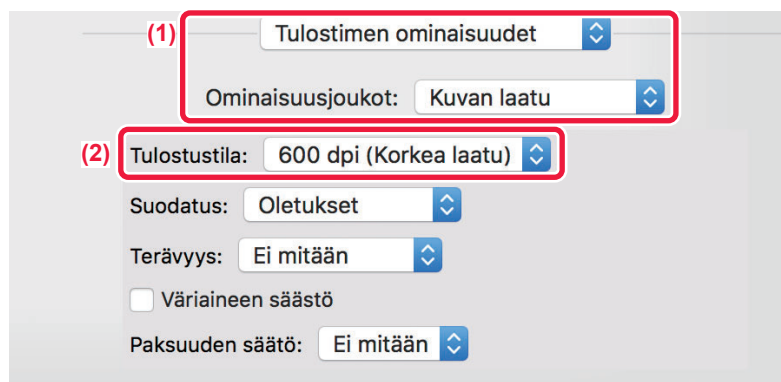 (1) Tulostimen ominaisuudet
Ominaisuusjoukot: Kuvan laatu
(2) Tulostustila: 600 dpi (Korkea laatu)
Suodatus: Oletukset
Terävyys: Ei mitään
Väriaineen säästö
Paksuuden säätö: Ei mitään